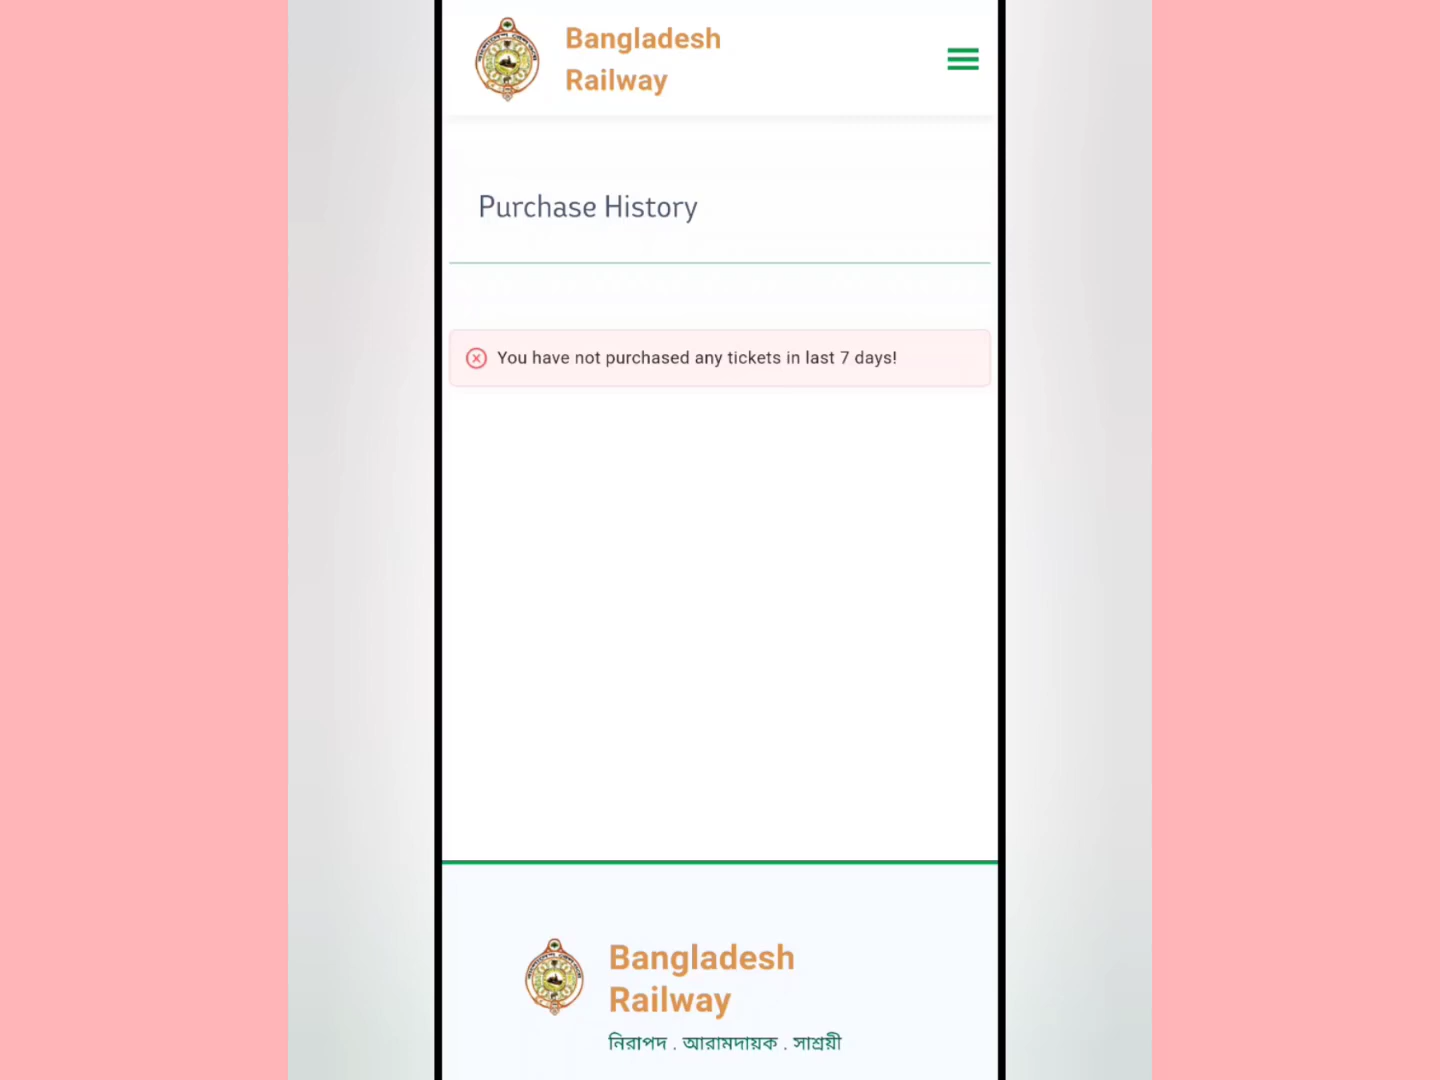 Bangladesh
Railway
Purchase History
You have not purchased any tickets in last 7 days!
Bangladesh
Railway
নিরাপদ . আরামদায়ক . সাশ্রয়ী